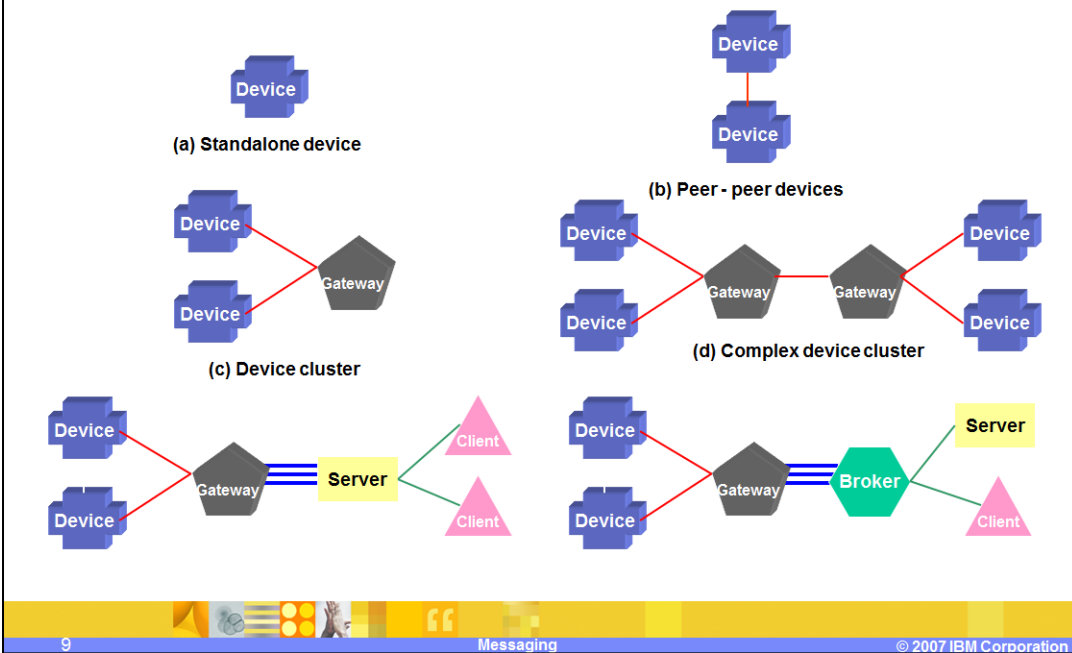 Device
(a) Standalone device
Device
Device
(b) Peer - peer devices
Device
Device
Gateway
(c) Device cluster
Device
Device
Gateway
Gateway
Device
Device
(d) Complex device cluster
Device
Device
Gateway
Server
Client
Client
Device
Device
Gateway
Broker
Server
Client
9
Messaging
© 2007 IBM Corporation